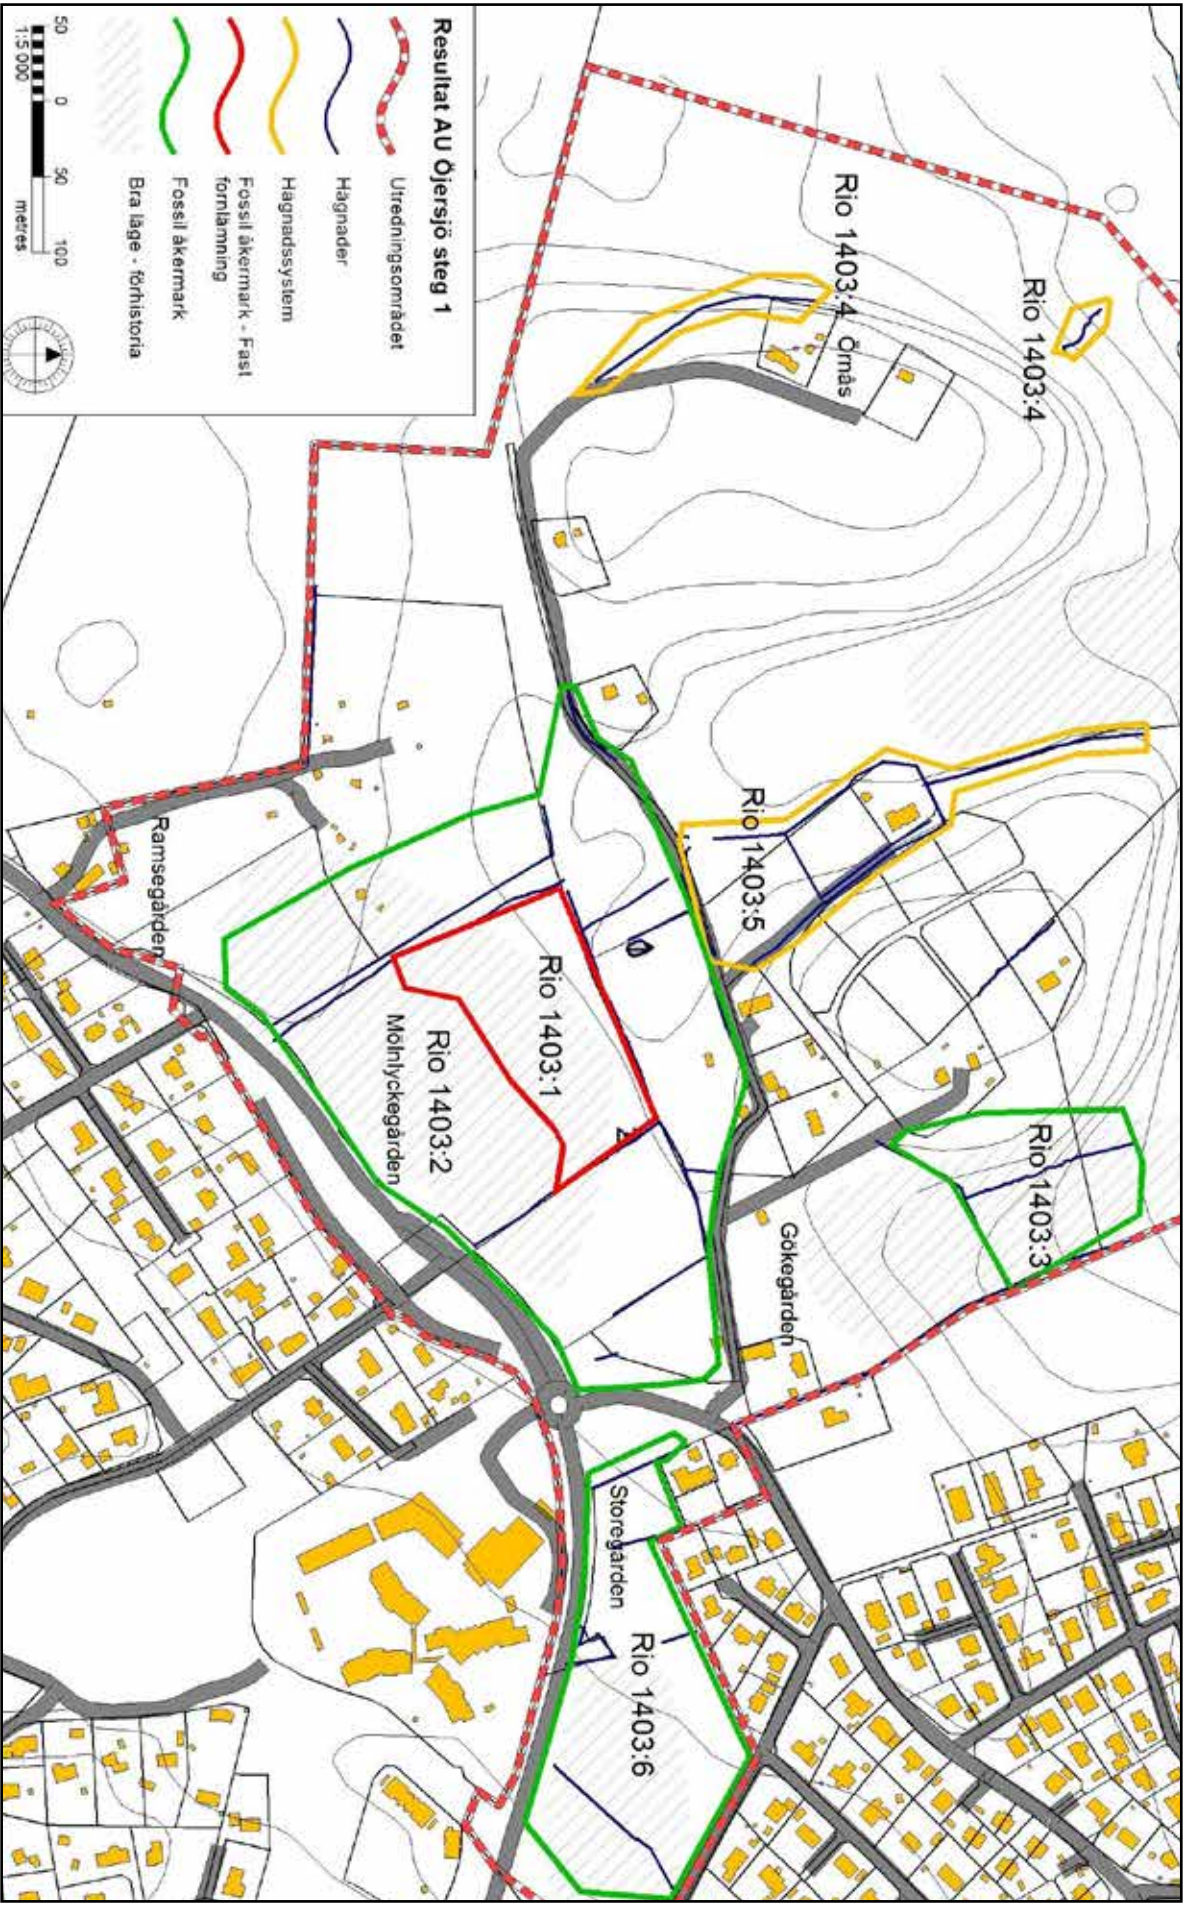 Resultat AU Öjersjö steg 1
Utredningsområdet
Hägnader
Hägnadssystem
Fossil åkermark - Fast
fornlämning
Fossil åkermark
Bra läge - förhistoria
50 0 50 100
1:5 000
metres
Rio 1403:4
Rio 1403:4
Örnås
Rio 1403:5
Rio 1403:3
Rio 1403:1
Rio 1403:2
Mölnlyckegården
Ramsegården
Gökegården
Storegården
Rio 1403:6